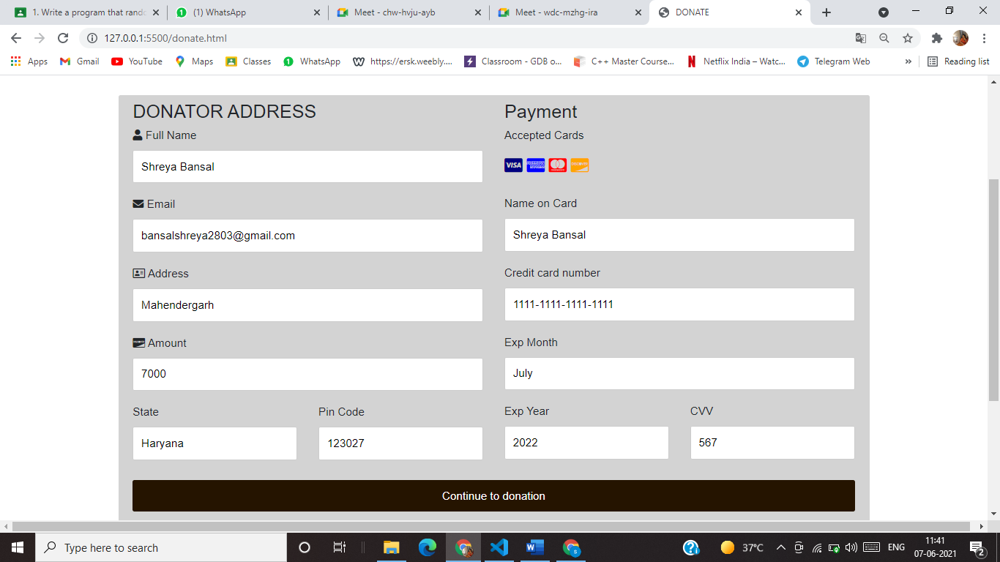 1. Write a program that rando
(1) WhatsApp
Meet - chw-hvju-ayb
Meet - wdc-mzhg-ira
DONATE
127.0.0.1:5500/donate.html
Apps
Gmail
YouTube
Maps
Classes
WhatsApp
https://ersk.weebly....
Classroom - GDB o...
C++ Master Course...
Netflix India – Watc...
Telegram Web
»
Reading list
DONATOR ADDRESS
Full Name
Shreya Bansal
Email
bansalshreya2803@gmail.com
Address
Mahendergarh
Amount
7000
State
Pin Code
Haryana
123027
Payment
Accepted Cards
VISA
Name on Card
Shreya Bansal
Credit card number
1111-1111-1111-1111
Exp Month
July
Exp Year
CVV
2022
567
Continue to donation
Type here to search
37°C
ENG
11:41
07-06-2021
2